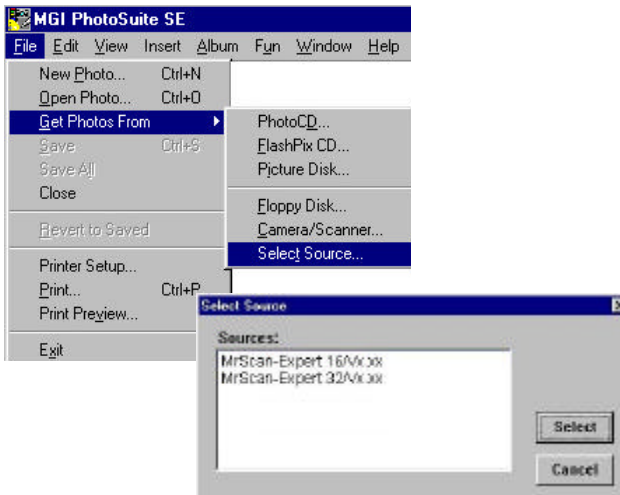 MGI PhotoSuite SE
File Edit View Insert Album Fun Window Help
New Photo... Ctrl+N
Open Photo... Ctrl+O
Get Photos From
Save Ctrl+S
Save All
Close
Revert to Saved
Printer Setup...
Print... Ctrl+P
Print Preview...
Exit
PhotoCD...
FlashPix CD...
Picture Disk...
Floppy Disk...
Camera/Scanner...
Select Source...
Select Source
Sources:
MrScan-Expert 16/Vx.xx
MrScan-Expert 32/Vx.xx
Select
Cancel